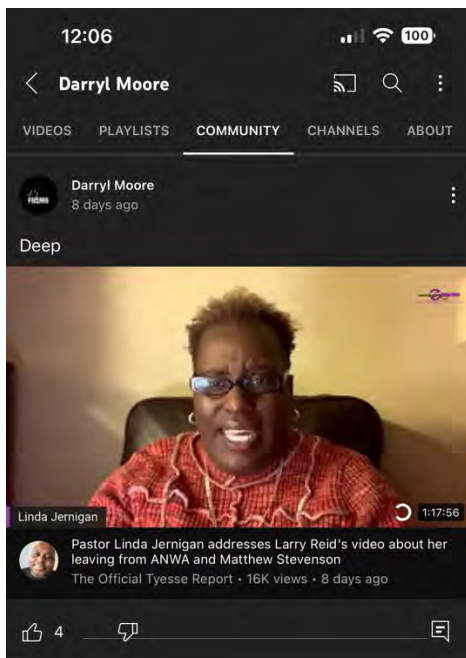 12:06
100
Darryl Moore
VIDEOS PLAYLISTS COMMUNITY CHANNELS ABOUT
Darryl Moore
8 days ago
Deep
Linda Jernigan
1:17:56
Pastor Linda Jernigan addresses Larry Reid's video about her
leaving from ANWA and Matthew Stevenson
The Official Tyesse Report • 16K views • 8 days ago
4